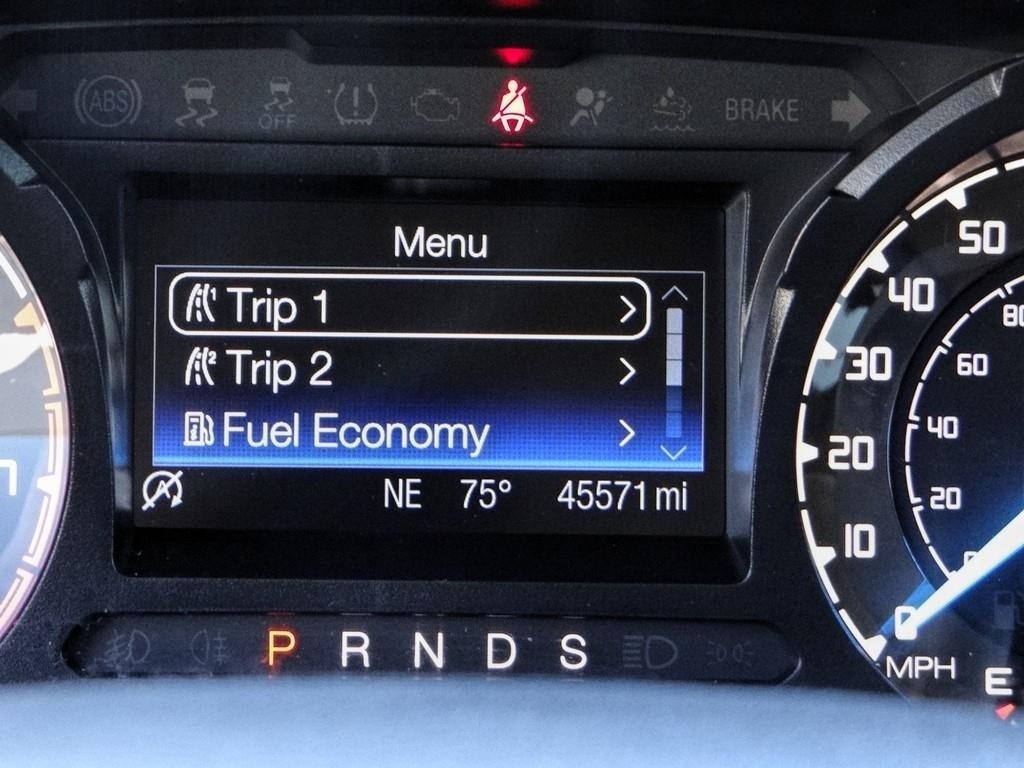 ABS OFF BRAKE
Menu
Trip 1
Trip 2
Fuel Economy
NE 75° 45571 mi
P R N D S
50
40
30
20
10
0
MPH
80
60
40
20
0
E